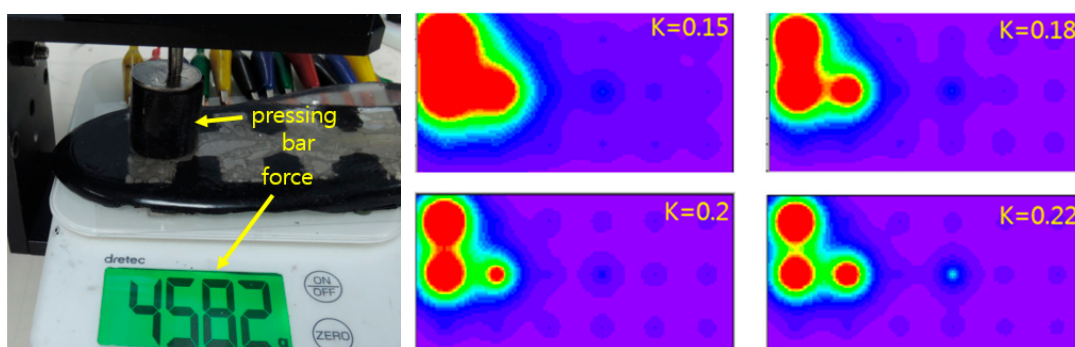 pressing
bar
force
dretec
ON
OFF
4582
g
ZERO
K=0.15
K=0.18
K=0.2
K=0.22